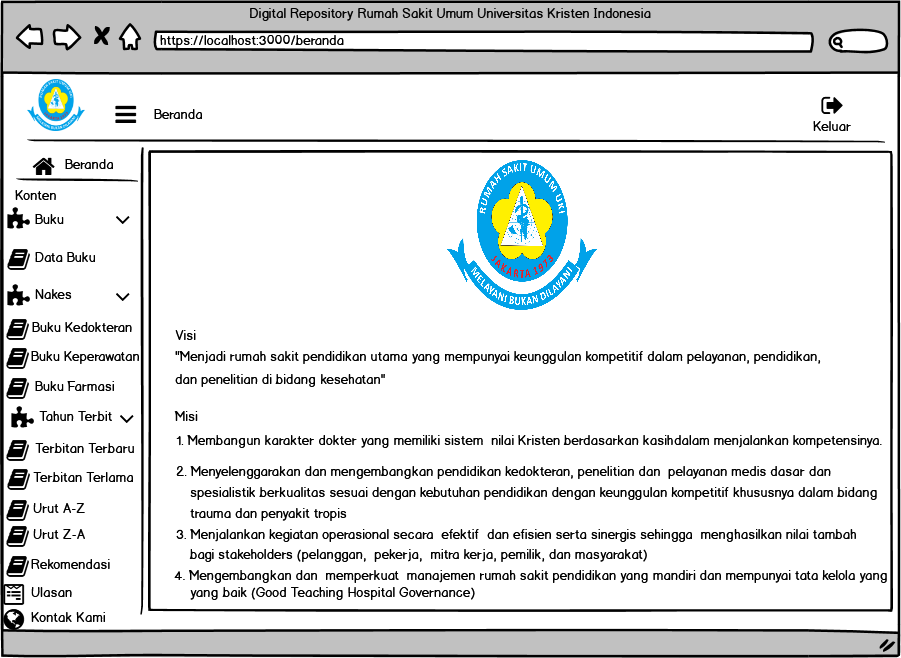 Digital Repository Rumah Sakit Umum Universitas Kristen Indonesia
https://localhost:3000/beranda
Beranda
Keluar
Beranda
Konten
Buku
Data Buku
Nakes
Buku Kedokteran
Buku Keperawatan
Buku Farmasi
Tahun Terbit
Terbitan Terbaru
Terbitan Terlama
Urut A-Z
Urut Z-A
Rekomendasi
Ulasan
Kontak Kami
RUMAH SAKIT UMUM UKI
JAKARTA 1973
MELAYANI BUKAN DILAYANI
Visi
"Menjadi rumah sakit pendidikan utama yang mempunyai keunggulan kompetitif dalam pelayanan, pendidikan,
dan penelitian di bidang kesehatan"
Misi
1. Membangun karakter dokter yang memiliki sistem nilai Kristen berdasarkan kasihdalam menjalankan kompetensinya.
2. Menyelenggarakan dan mengembangkan pendidikan kedokteran, penelitian dan pelayanan medis dasar dan
spesialistik berkualitas sesuai dengan kebutuhan pendidikan dengan keunggulan kompetitif khususnya dalam bidang
trauma dan penyakit tropis
3. Menjalankan kegiatan operasional secara efektif dan efisien serta sinergis sehingga menghasilkan nilai tambah
bagi stakeholders (pelanggan, pekerja, mitra kerja, pemilik, dan masyarakat)
4. Mengembangkan dan memperkuat manajemen rumah sakit pendidikan yang mandiri dan mempunyai tata kelola yang
yang baik (Good Teaching Hospital Governance)